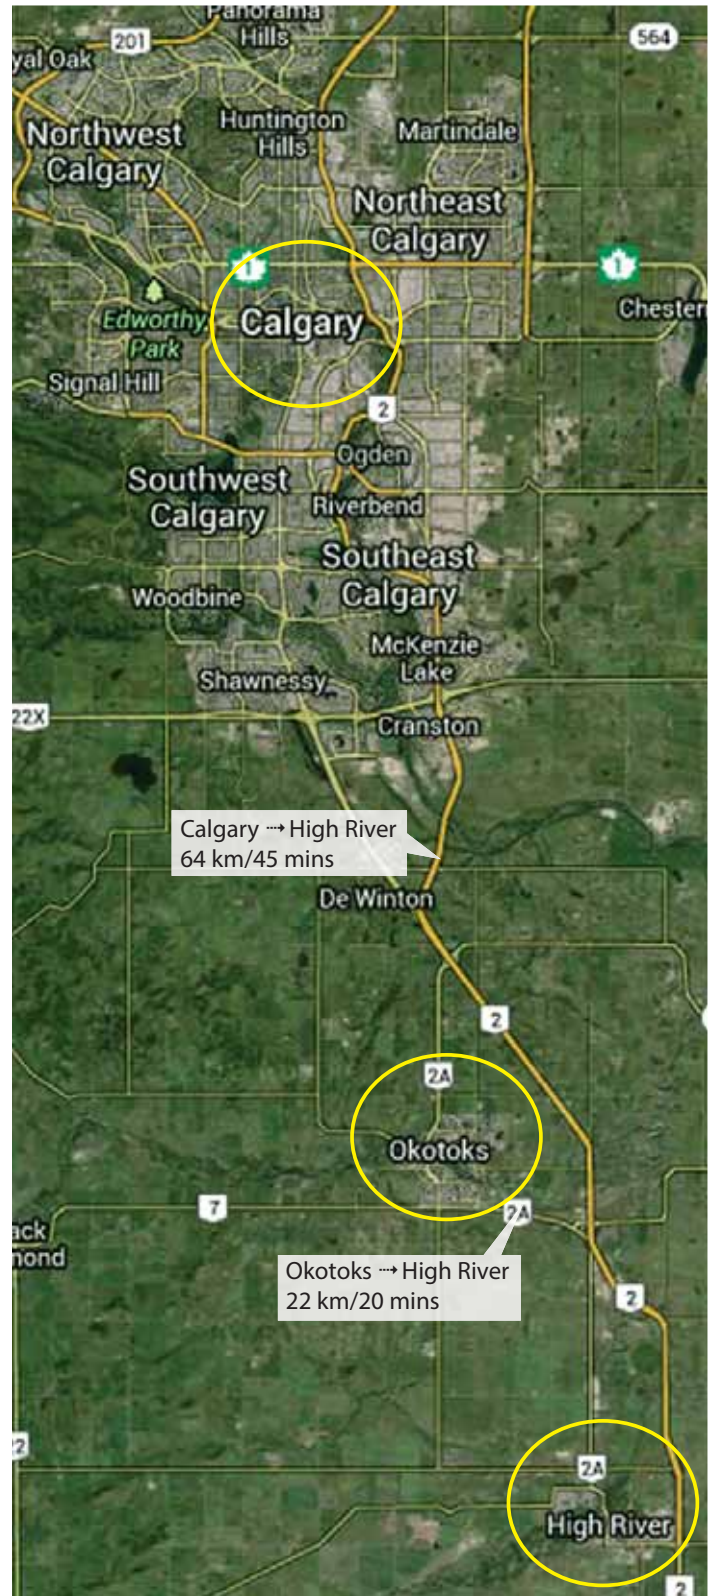 Panorama
Hills
201
564
yal Oak
Huntington
Hills
Martindale
Northwest
Calgary
Northeast
Calgary
1
1
Edworthy
Park
Calgary
Chester
Signal Hill
2
Ogden
Southwest
Calgary
Riverbend
Southeast
Calgary
Woodbine
McKenzie
Lake
Shawnessy
22X
Cranston
Calgary ⇢ High River
64 km/45 mins
De Winton
2
2A
Okotoks
7
2A
ack
mond
Okotoks ⇢ High River
22 km/20 mins
2
22
2A
High River
2